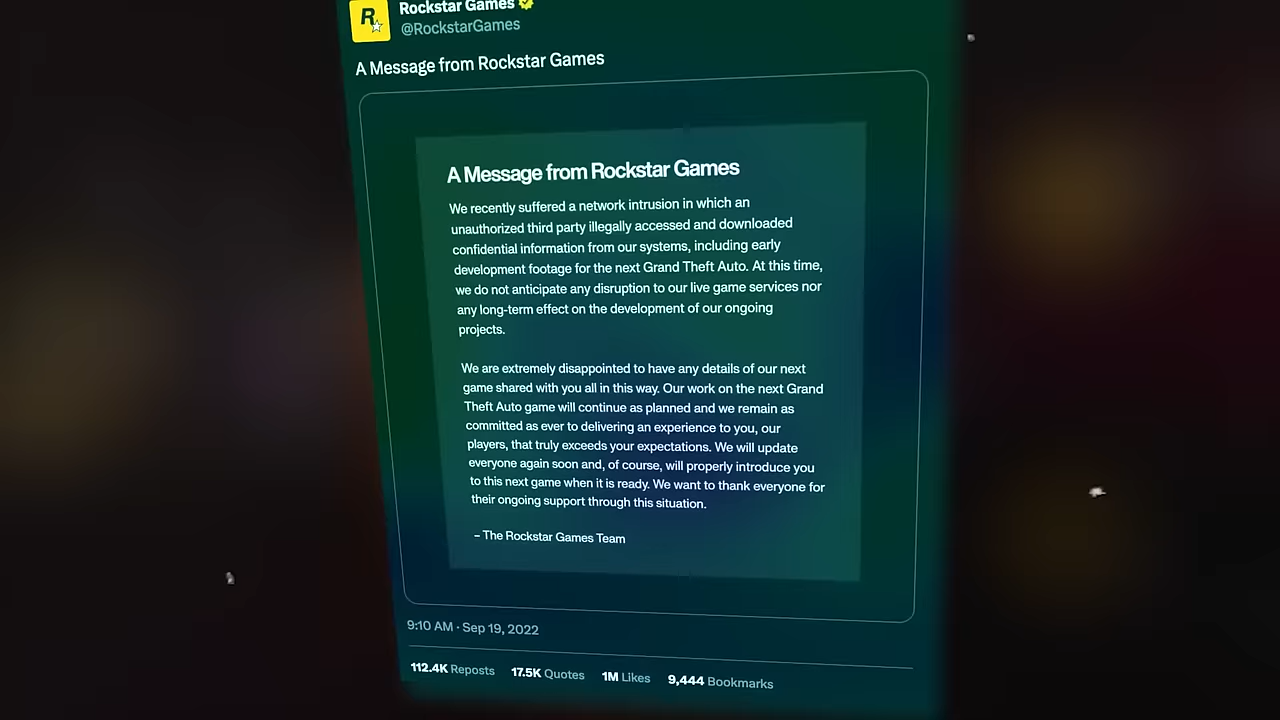 Rockstar Games
@RockstarGames
A Message from Rockstar Games
A Message from Rockstar Games
We recently suffered a network intrusion in which an
unauthorized third party illegally accessed and downloaded
confidential information from our systems, including early
development footage for the next Grand Theft Auto. At this time,
we do not anticipate any disruption to our live game services nor
any long-term effect on the development of our ongoing
projects.
We are extremely disappointed to have any details of our next
game shared with you all in this way. Our work on the next Grand
Theft Auto game will continue as planned and we remain as
committed as ever to delivering an experience to you, our
players, that truly exceeds your expectations. We will update
everyone again soon and, of course, will properly introduce you
to this next game when it is ready. We want to thank everyone for
their ongoing support through this situation.
– The Rockstar Games Team
9:10 AM · Sep 19, 2022
112.4K Reposts 17.5K Quotes 1M Likes 9,444 Bookmarks